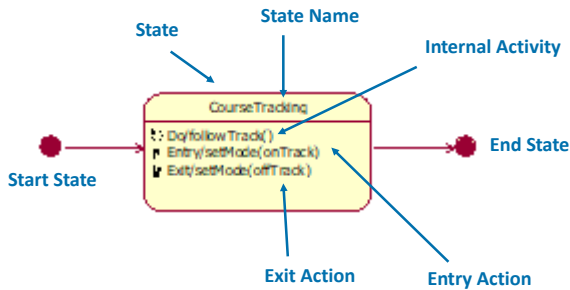 State Name
State
Internal Activity
CourseTracking
Do/followTrack()
Entry/setMode(onTrack)
Exit/setMode(offTrack)
Start State
End State
Exit Action
Entry Action